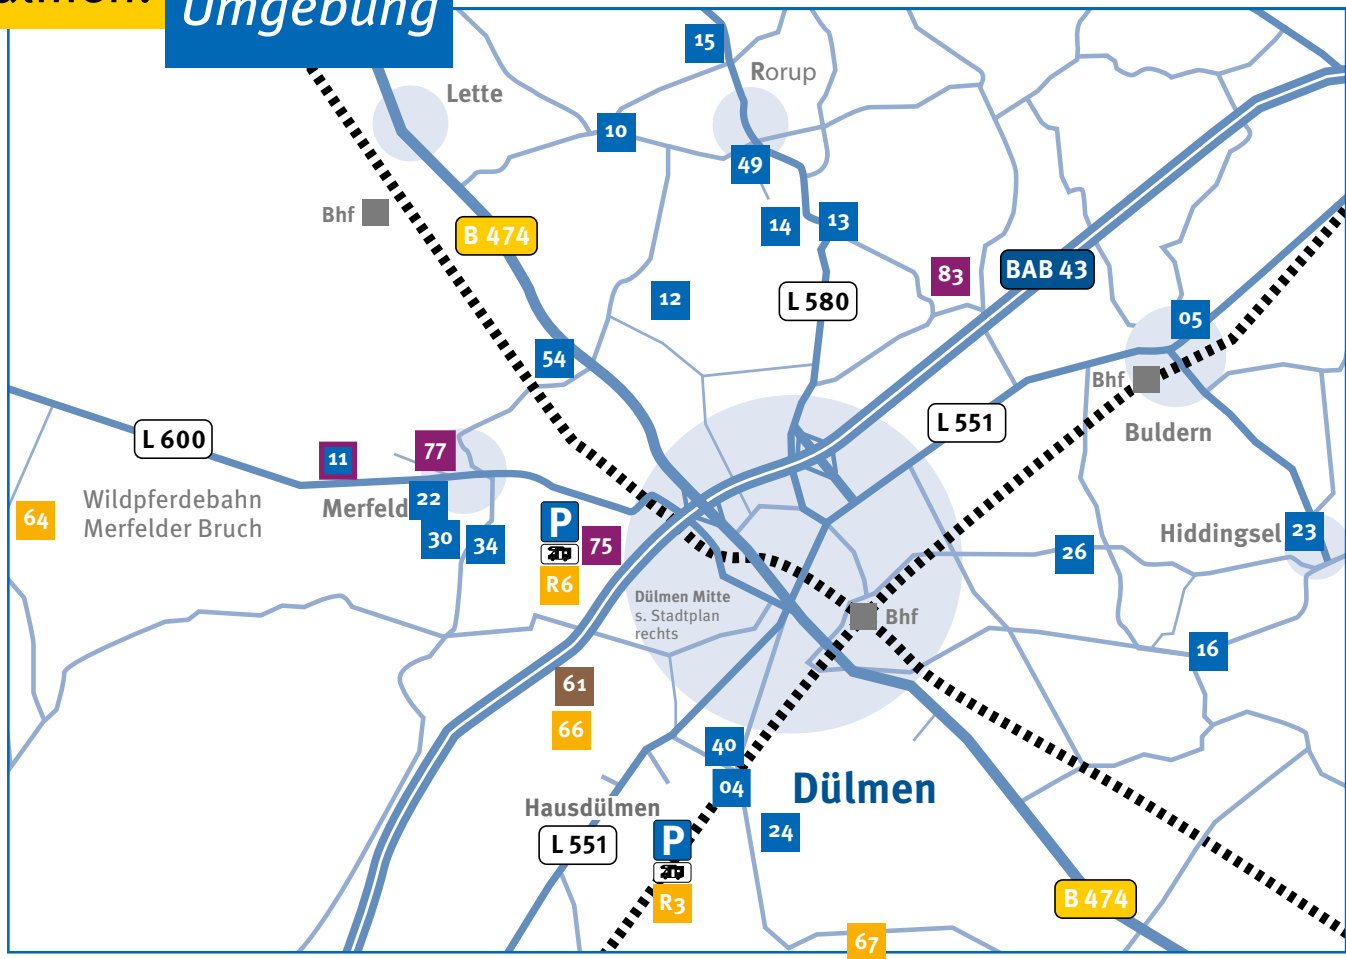 Umgebung
15
Rorup
Lette
10
49
Bhf
14
13
B 474
83
BAB 43
12
L 580
05
54
Bhf
L 551
Buldern
L 600
11
77
Wildpferdebahn
Merfelder Bruch
64
Merfeld
22
30
34
P
75
R6
Hiddingsel
23
26
Dülmen Mitte
s. Stadtplan
rechts
Bhf
16
61
66
40
04
Dülmen
Hausdülmen
24
L 551
P
R3
B 474
67